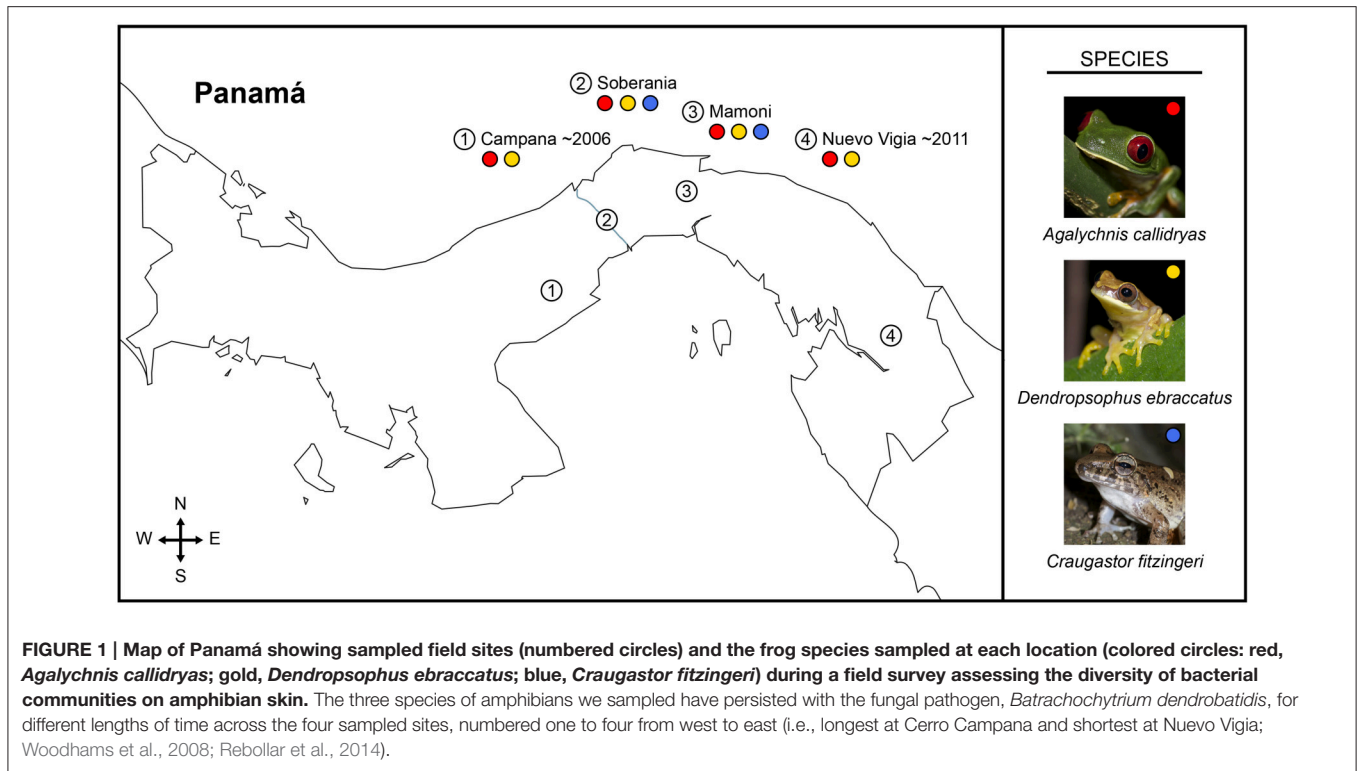 Panamá
② Soberania
③ Mamoni
① Campana ~2006
④ Nuevo Vigia ~2011
③
②
①
④
N
W E
S
SPECIES
Agalychnis callidryas
Dendropsophus ebraccatus
Craugastor fitzingeri
FIGURE 1 | Map of Panamá showing sampled field sites (numbered circles) and the frog species sampled at each location (colored circles: red,
Agalychnis callidryas; gold, Dendropsophus ebraccatus; blue, Craugastor fitzingeri) during a field survey assessing the diversity of bacterial
communities on amphibian skin. The three species of amphibians we sampled have persisted with the fungal pathogen, Batrachochytrium dendrobatidis, for
different lengths of time across the four sampled sites, numbered one to four from west to east (i.e., longest at Cerro Campana and shortest at Nuevo Vigia;
Woodhams et al., 2008; Rebollar et al., 2014).